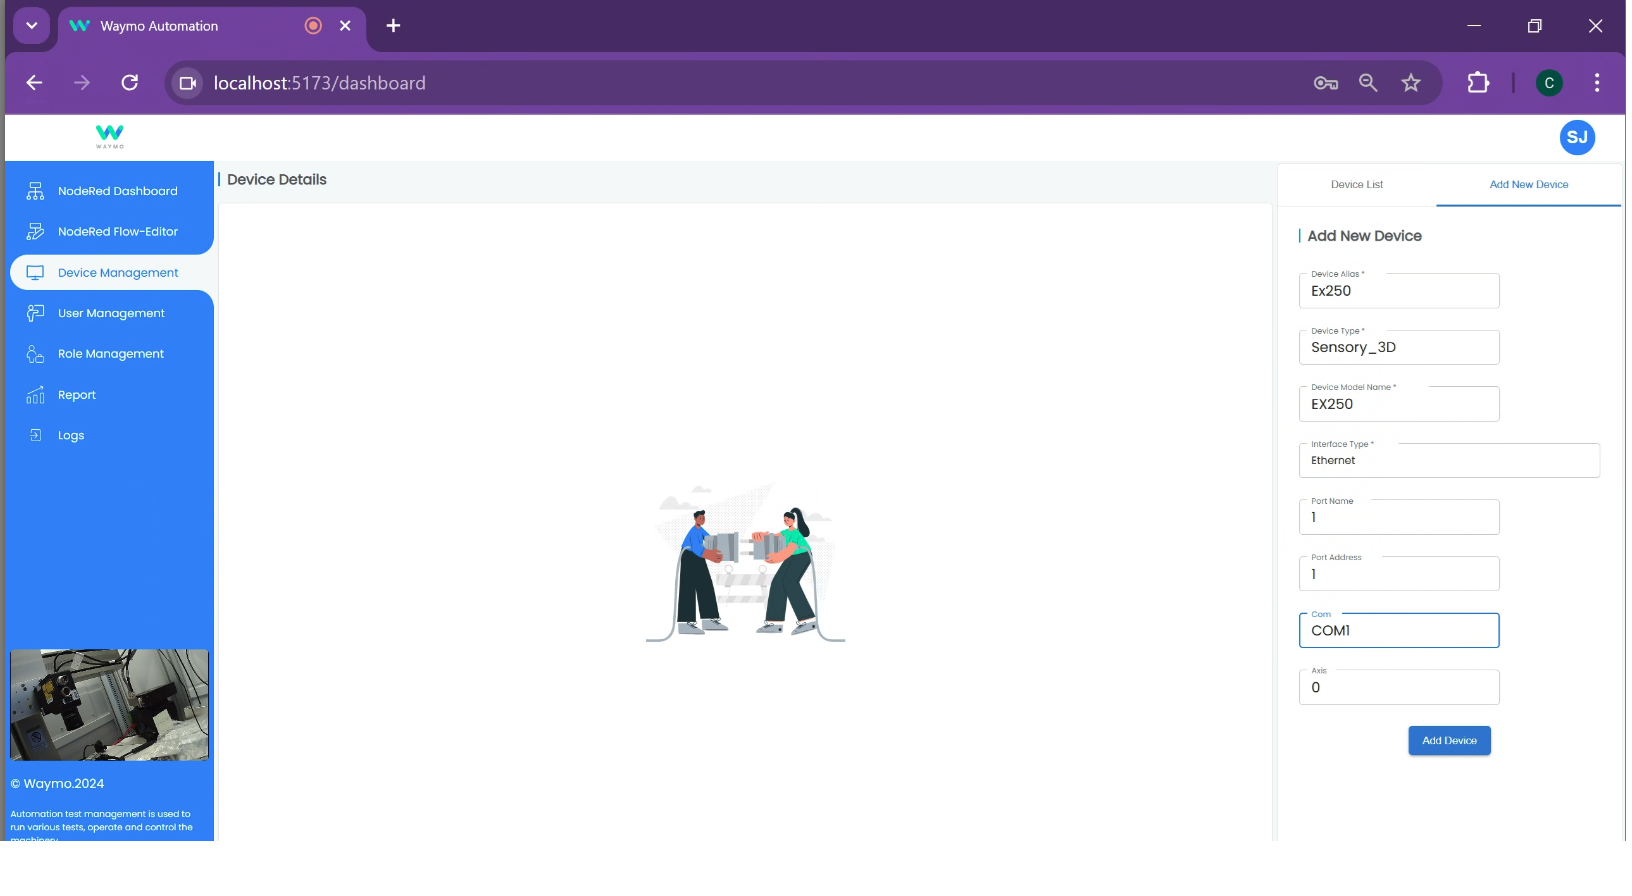 Waymo Automation
localhost:5173/dashboard
C
WAYMO
SJ
NodeRed Dashboard
NodeRed Flow-Editor
Device Management
User Management
Role Management
Report
Logs
© Waymo.2024
Automation test management is used to
run various tests, operate and control the
machinery
Device Details
Device List
Add New Device
Add New Device
Device Alias *
Ex250
Device Type *
Sensory_3D
Device Model Name *
EX250
Interface Type *
Ethernet
Port Name
1
Port Address
1
Com
COM1
Axis
0
Add Device